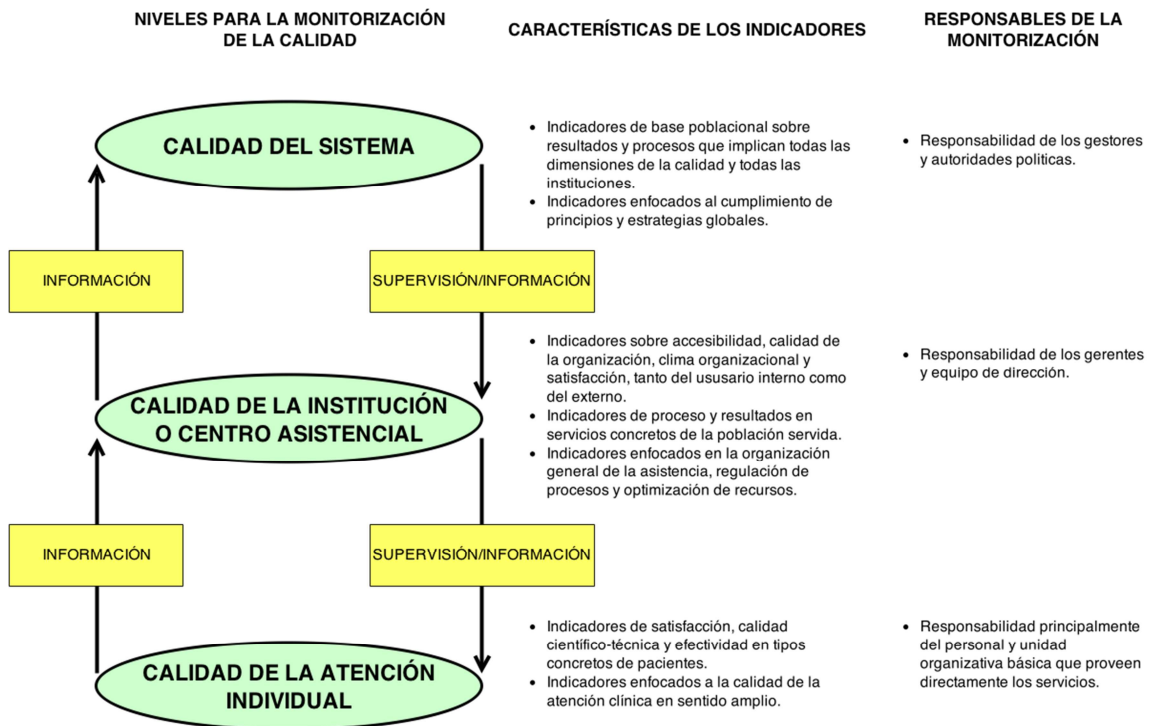 NIVELES PARA LA MONITORIZACIÓN
DE LA CALIDAD
CARACTERÍSTICAS DE LOS INDICADORES
RESPONSABLES DE LA
MONITORIZACIÓN
CALIDAD DEL SISTEMA
• Indicadores de base poblacional sobre
resultados y procesos que implican todas las
dimensiones de la calidad y todas las
instituciones.
• Indicadores enfocados al cumplimiento de
principios y estrategias globales.
• Responsabilidad de los gestores
y autoridades politicas.
INFORMACIÓN
SUPERVISIÓN/INFORMACIÓN
CALIDAD DE LA INSTITUCIÓN
O CENTRO ASISTENCIAL
• Indicadores sobre accesibilidad, calidad de
la organización, clima organizacional y
satisfacción, tanto del ususario interno como
del externo.
• Indicadores de proceso y resultados en
servicios concretos de la población servida.
• Indicadores enfocados en la organización
general de la asistencia, regulación de
procesos y optimización de recursos.
• Responsabilidad de los gerentes
y equipo de dirección.
INFORMACIÓN
SUPERVISIÓN/INFORMACIÓN
CALIDAD DE LA ATENCIÓN
INDIVIDUAL
• Indicadores de satisfacción, calidad
científico-técnica y efectividad en tipos
concretos de pacientes.
• Indicadores enfocados a la calidad de la
atención clínica en sentido amplio.
• Responsabilidad principalmente
del personal y unidad
organizativa básica que proveen
directamente los servicios.